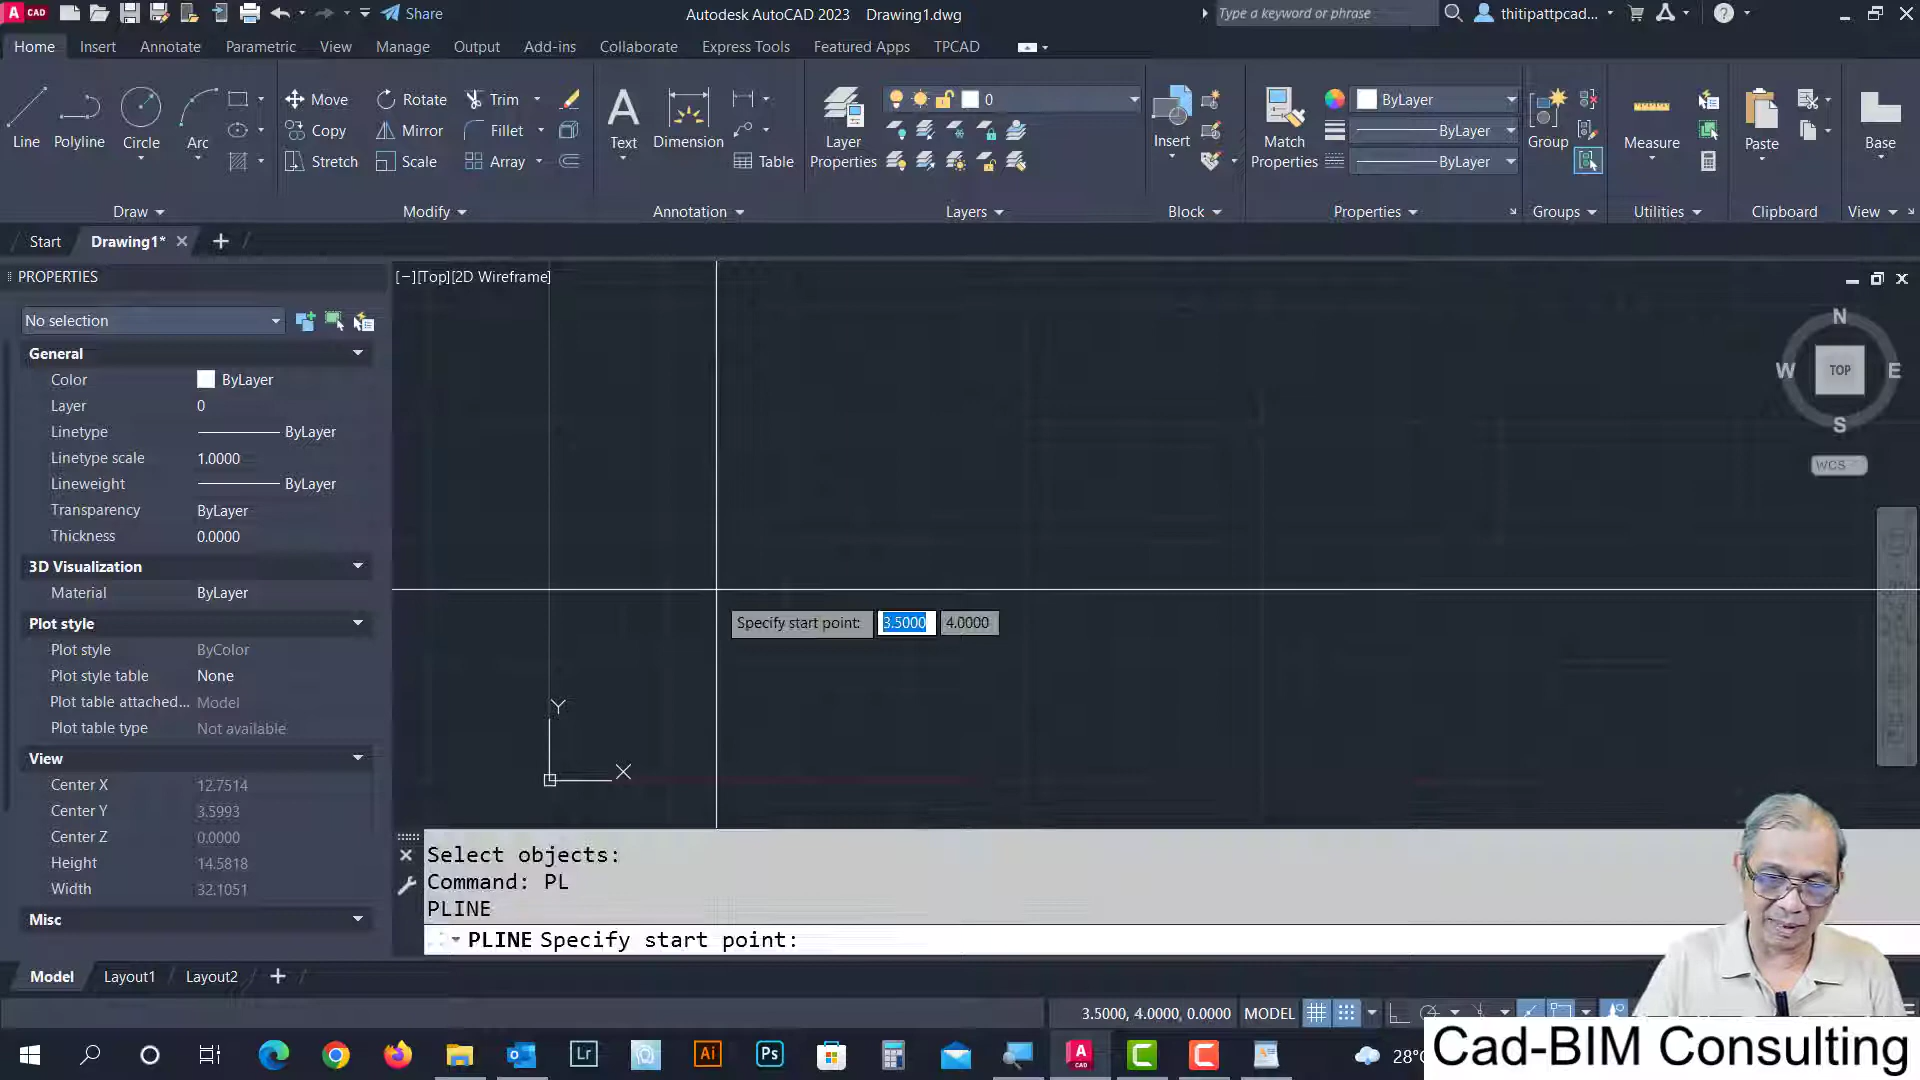 CAD
Share
Autodesk AutoCAD 2023 Drawing1.dwg
Type a keyword or phrase
thitipattpcad...
Home Insert Annotate Parametric View Manage Output Add-ins Collaborate Express Tools Featured Apps TPCAD
Line Polyline Circle Arc
Move Rotate Trim
Copy Mirror Fillet
Stretch Scale Array
Text Dimension Table
Layer Properties
0
Insert
Match Properties
ByLayer
ByLayer
ByLayer
Group
Measure
Paste
Base
Draw Modify Annotation Layers Block Properties Groups Utilities Clipboard View
Start Drawing1*
PROPERTIES
[−][Top][2D Wireframe]
No selection
General
Color ByLayer
Layer 0
Linetype ByLayer
Linetype scale 1.0000
Lineweight ByLayer
Transparency ByLayer
Thickness 0.0000
3D Visualization
Material ByLayer
Plot style
Plot style ByColor
Plot style table None
Plot table attached... Model
Plot table type Not available
View
Center X 12.7514
Center Y 3.5993
Center Z 0.0000
Height 14.5818
Width 32.1051
Misc
N
W TOP E
S
WCS
Specify start point: 3.5000 4.0000
Y
X
Select objects:
Command: PL
PLINE
PLINE Specify start point:
Model Layout1 Layout2
3.5000, 4.0000, 0.0000 MODEL
Lr Ai Ps
A
CAD
28°
Cad-BIM Consulting